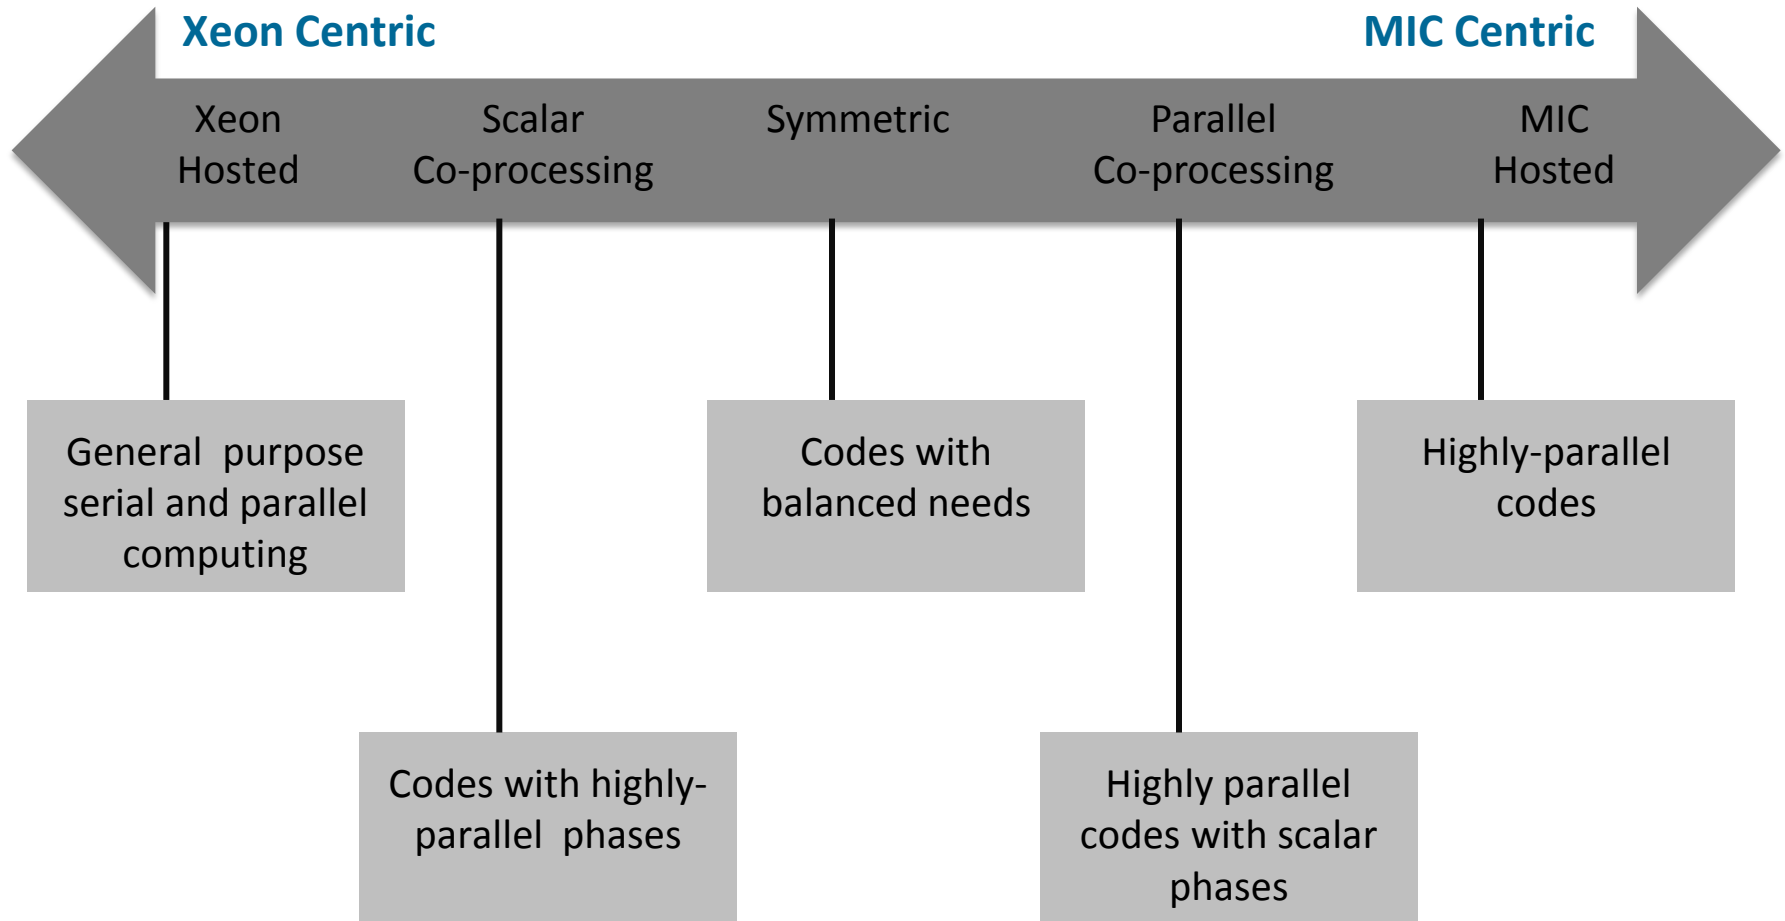 Xeon Centric
MIC Centric
Xeon
Hosted
Scalar
Co-processing
Symmetric
Parallel
Co-processing
MIC
Hosted
General purpose
serial and parallel
computing
Codes with highly-
parallel phases
Codes with
balanced needs
Highly parallel
codes with scalar
phases
Highly-parallel
codes